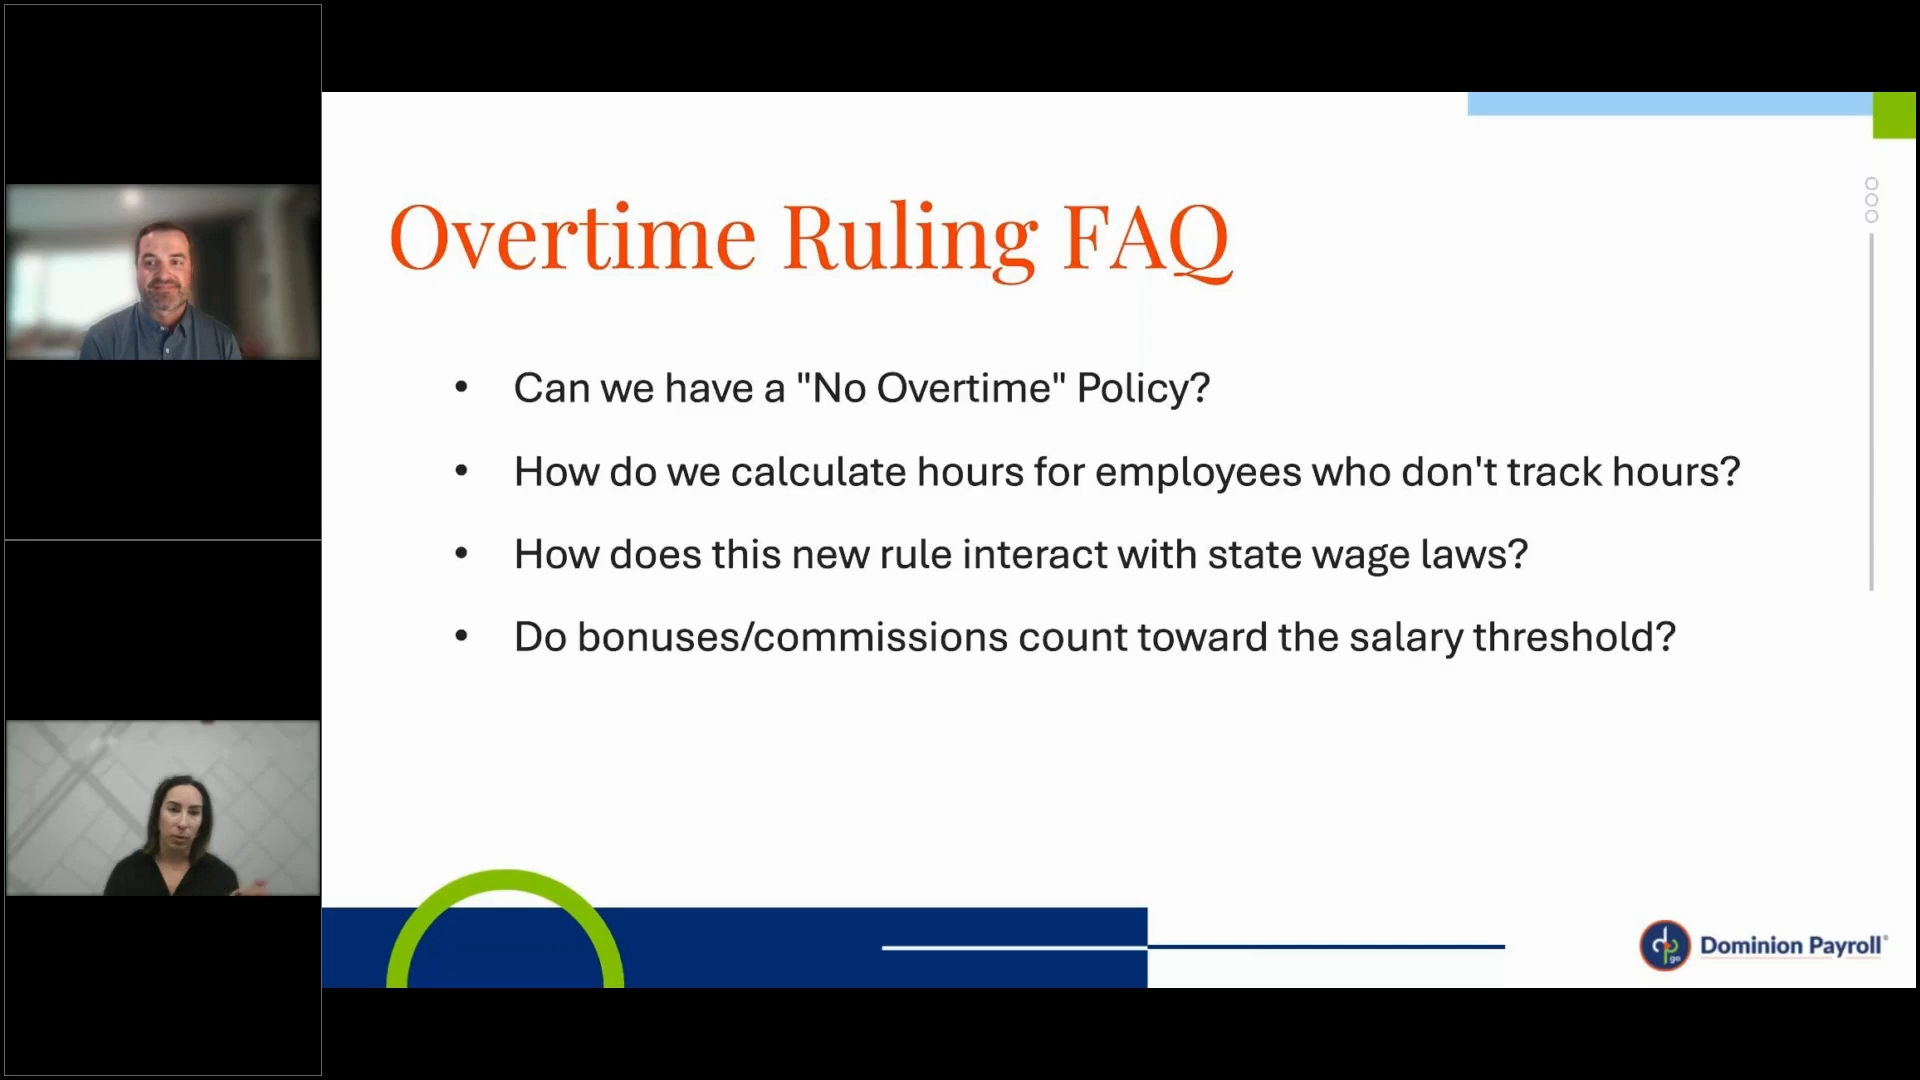 Overtime Ruling FAQ
• Can we have a "No Overtime" Policy?
• How do we calculate hours for employees who don't track hours?
• How does this new rule interact with state wage laws?
• Do bonuses/commissions count toward the salary threshold?
dp go Dominion Payroll®